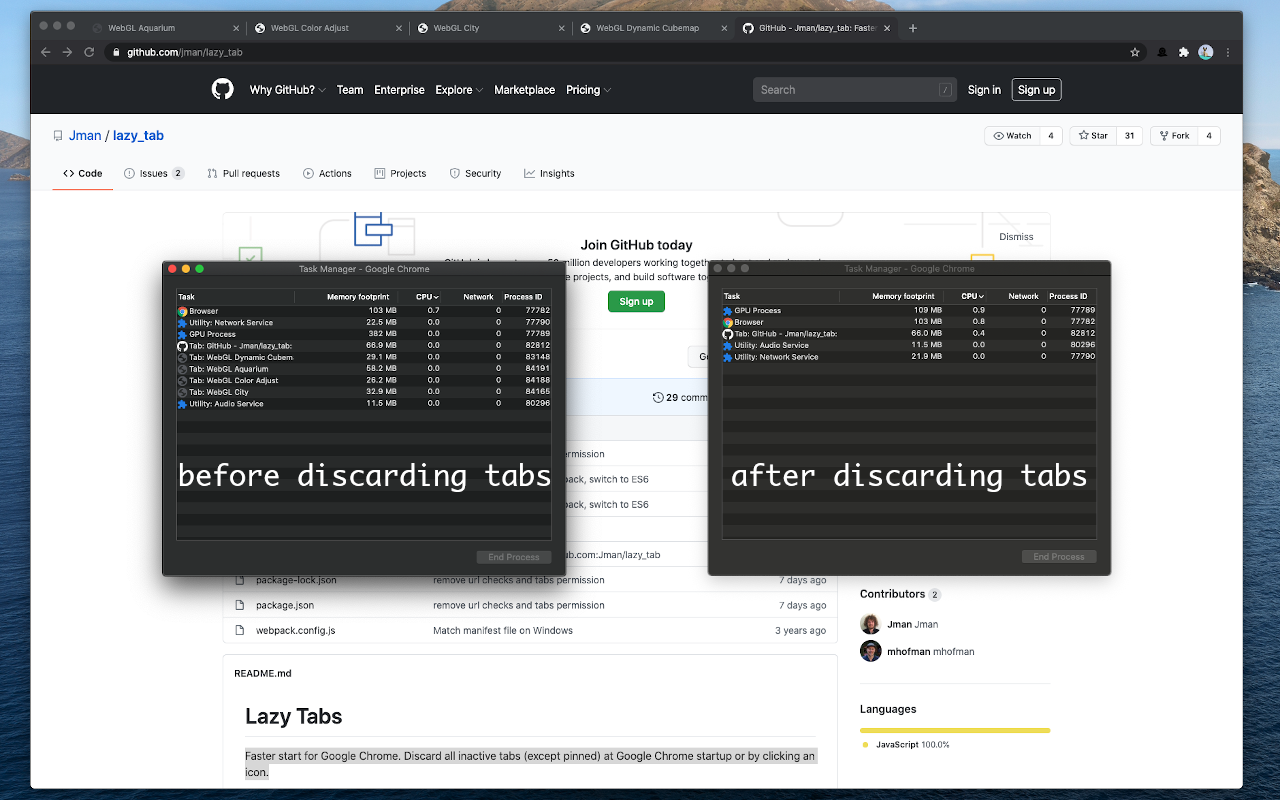 WebGL Aquarium
WebGL Color Adjust
WebGL City
WebGL Dynamic Cubemap
GitHub - Jman/lazy_tab: Faster
github.com/jman/lazy_tab
Why GitHub? Team Enterprise Explore Marketplace Pricing
Search /
Sign in Sign up
Jman / lazy_tab
Watch 4 Star 31 Fork 4
Code Issues 2 Pull requests Actions Projects Security Insights
Dismiss
Join GitHub today
million developers working together
projects, and build software
Sign up
Task Manager - Google Chrome
Task Memory footprint CPU Network Process ID
Browser 103 MB 0.7 0 77782
Utility: Network Service 22.5 MB 0.0 0 77790
GPU Process 382 MB 0.0 0 77789
Tab: GitHub - Jman/lazy_tab: 66.9 MB 0.0 0 82812
Tab: WebGL Dynamic Cubem 29.1 MB 0.0 0 83148
Tab: WebGL Aquarium 58.2 MB 0.0 0 84191
Tab: WebGL Color Adjust 26.2 MB 0.0 0 84188
Tab: WebGL City 32.9 MB 0.0 0 84165
Utility: Audio Service 11.5 MB 0.0 0 80296
before discarding tabs
End Process
Task Manager - Google Chrome
Task Memory footprint CPU Network Process ID
GPU Process 109 MB 0.9 0 77789
Browser 103 MB 0.8 0 77782
Tab: GitHub - Jman/lazy_tab: 66.0 MB 0.4 0 82812
Utility: Audio Service 11.5 MB 0.0 0 80296
Utility: Network Service 21.9 MB 0.0 0 77790
after discarding tabs
End Process
29 comm
permission
pack, switch to ES6
pack, switch to ES6
hub.com:Jman/lazy_tab
package-lock.json remove url checks and tabs permission 7 days ago
package.json remove url checks and tabs permission 7 days ago
webpack.config.js Match manifest file on Windows 3 years ago
README.md
Lazy Tabs
Faster start for Google Chrome. Discard all inactive tabs (except pinned) at Google Chrome startup or by clicking an
icon.
Contributors 2
Jman Jman
mhofman mhofman
Languages
JavaScript 100.0%